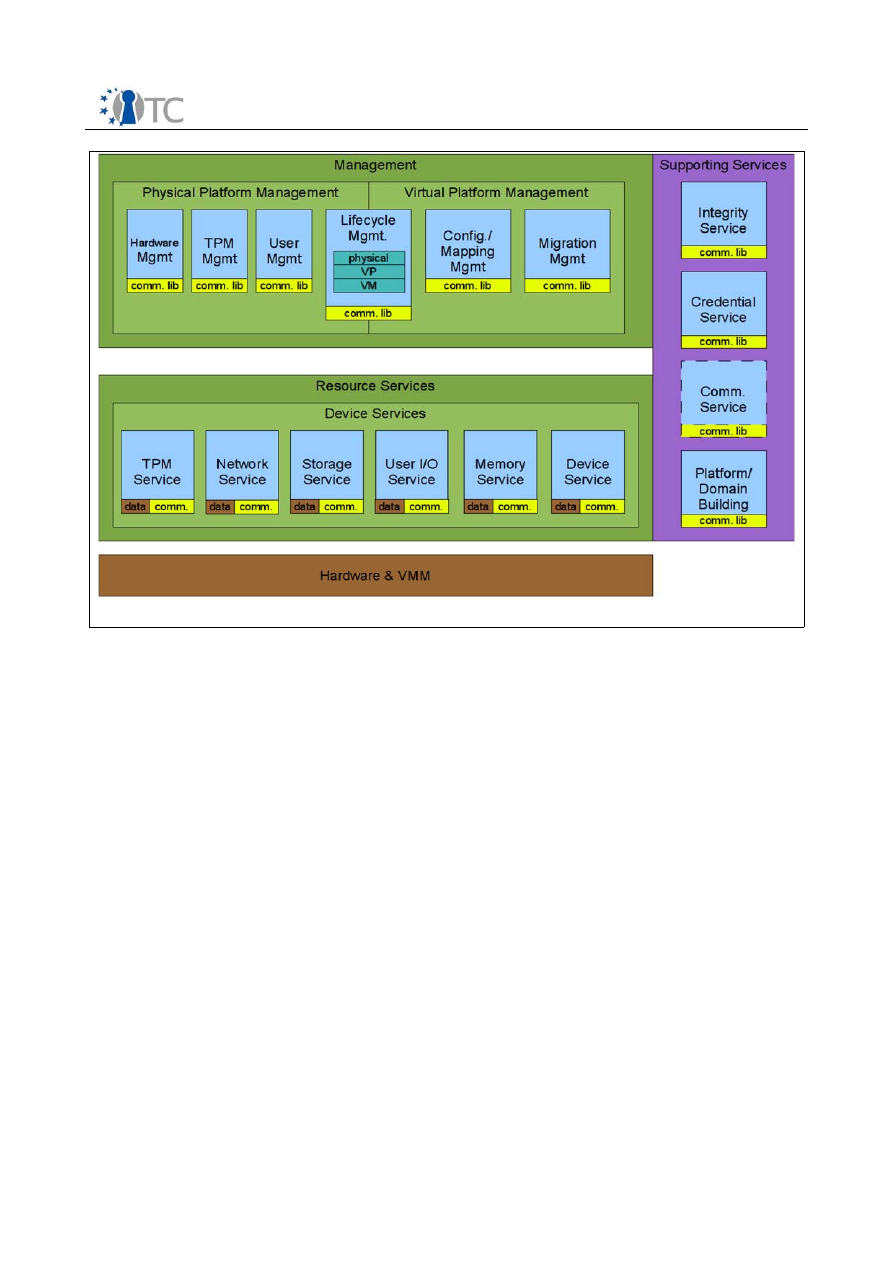 TC
Management
Supporting Services
Physical Platform Management
Virtual Platform Management
Hardware
Mgmt
comm. lib
TPM
Mgmt
comm. lib
User
Mgmt
comm. lib
Lifecycle
Mgmt.
physical
VP
VM
comm. lib
Config./
Mapping
Mgmt
comm. lib
Migration
Mgmt
comm. lib
Integrity
Service
comm. lib
Credential
Service
comm. lib
Comm.
Service
comm. lib
Platform/
Domain
Building
comm. lib
Resource Services
Device Services
TPM
Service
data comm.
Network
Service
data comm.
Storage
Service
data comm.
User I/O
Service
data comm.
Memory
Service
data comm.
Device
Service
data comm.
Hardware & VMM